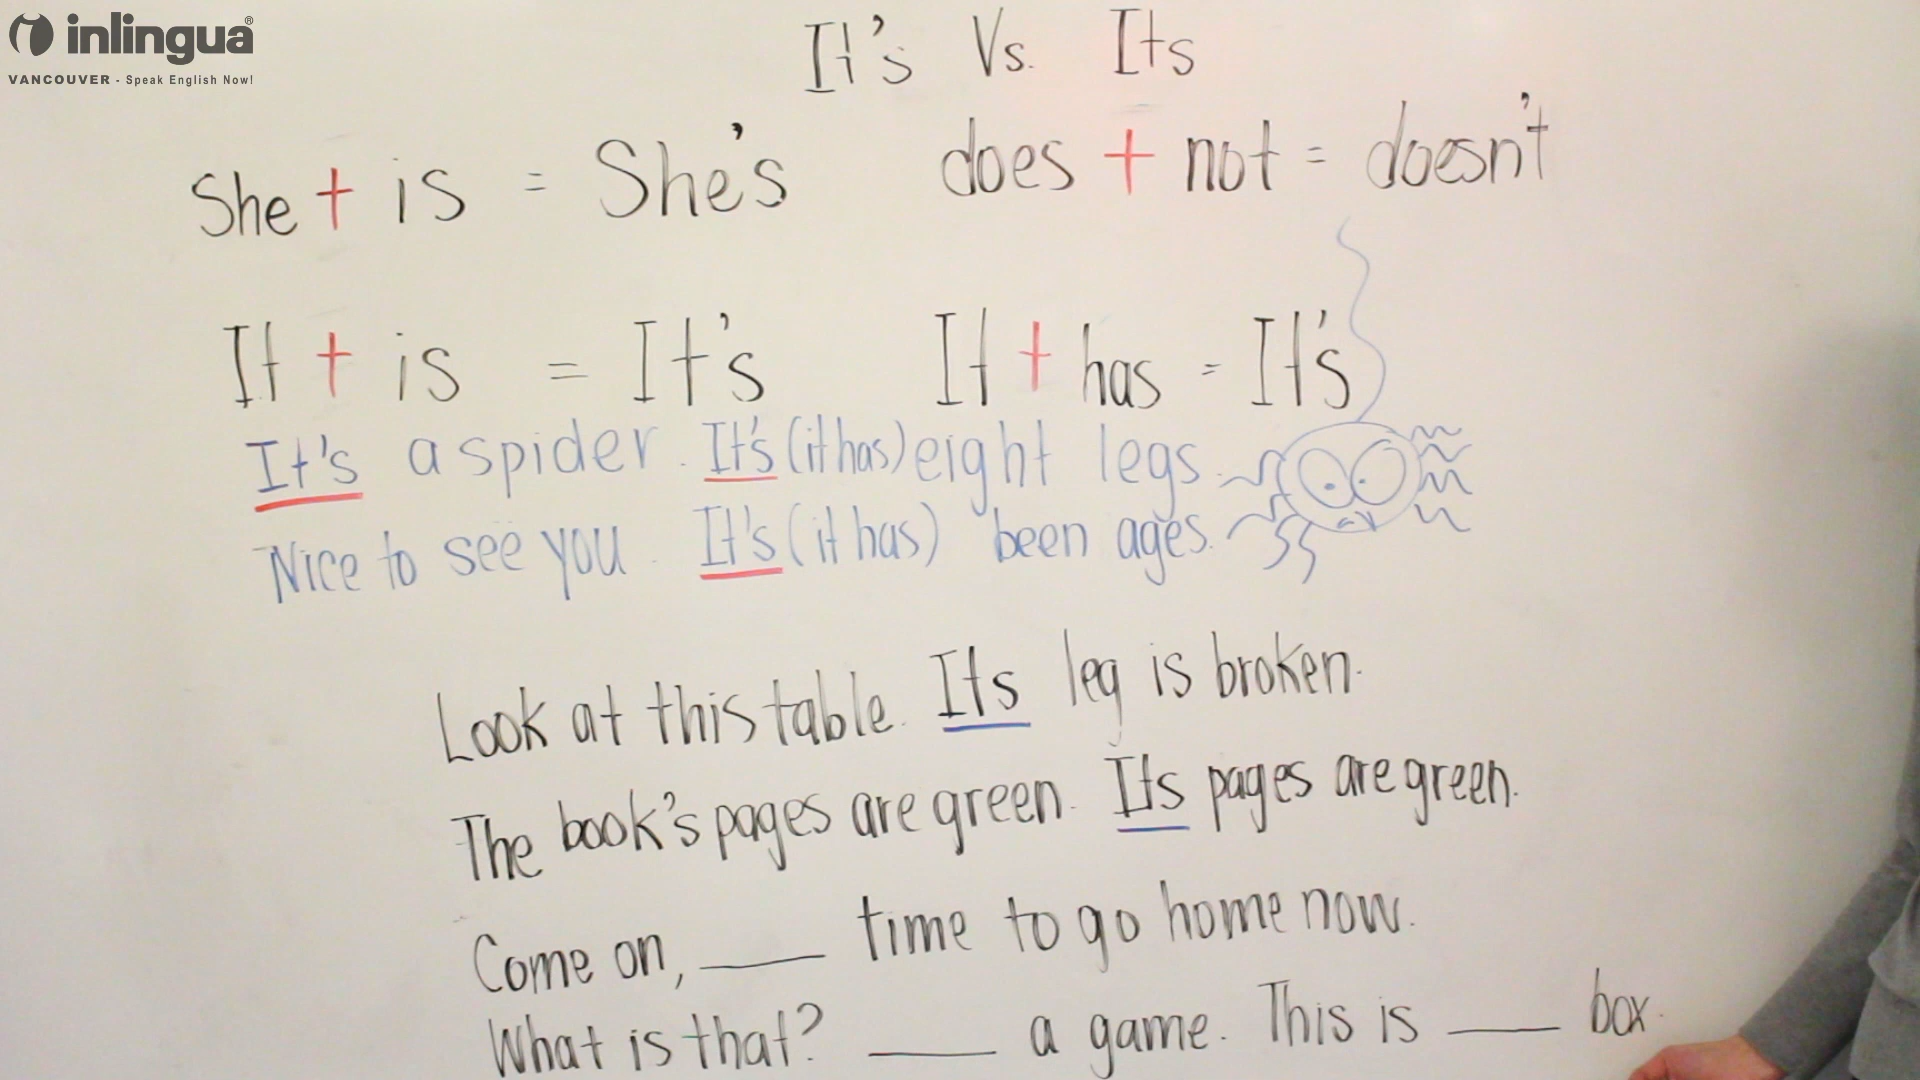 inlingua®
VANCOUVER - Speak English Now!
It's Vs. Its
She + is = She's does + not = doesn't
It + is = It's It + has = It's
It's a spider. It's (it has) eight legs.
Nice to see you. It's (it has) been ages.
Look at this table. Its leg is broken.
The book's pages are green. Its pages are green.
Come on, ___ time to go home now.
What is that? ___ a game. This is ___ box.